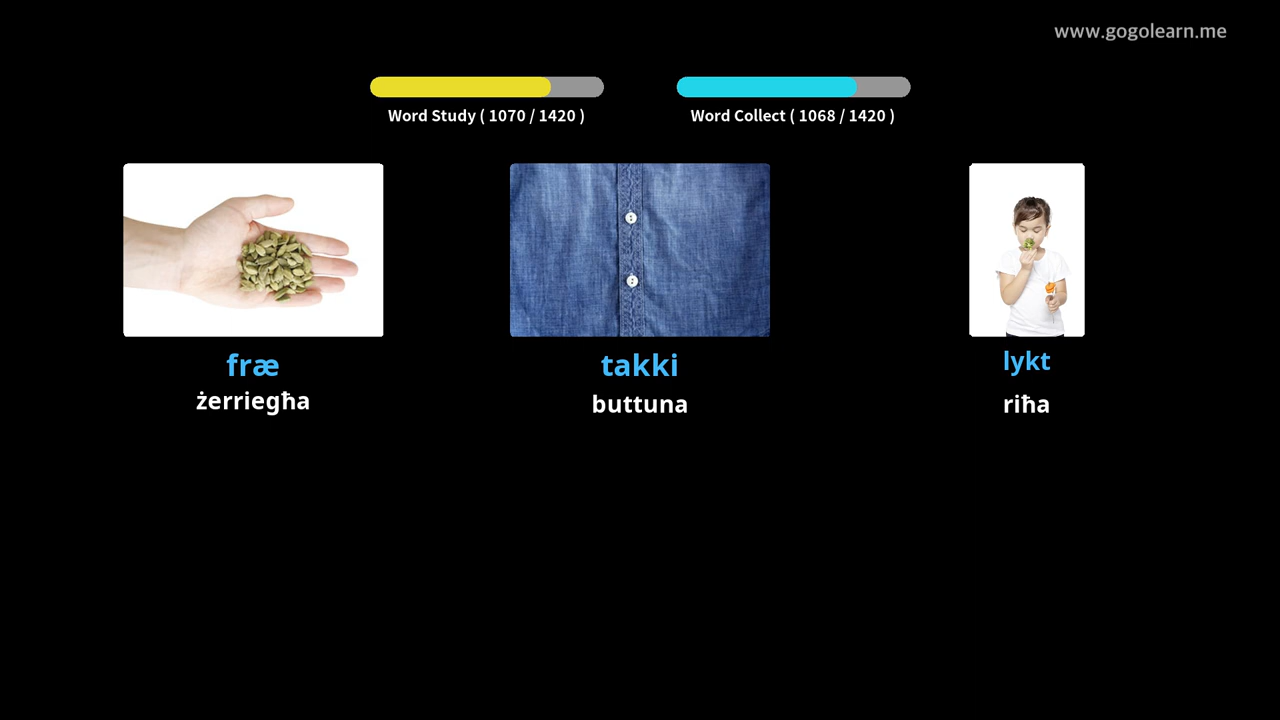 www.gogolearn.me
Word Study ( 1070 / 1420 )
Word Collect ( 1068 / 1420 )
fræ
żerriegħa
takki
buttuna
lykt
riħa